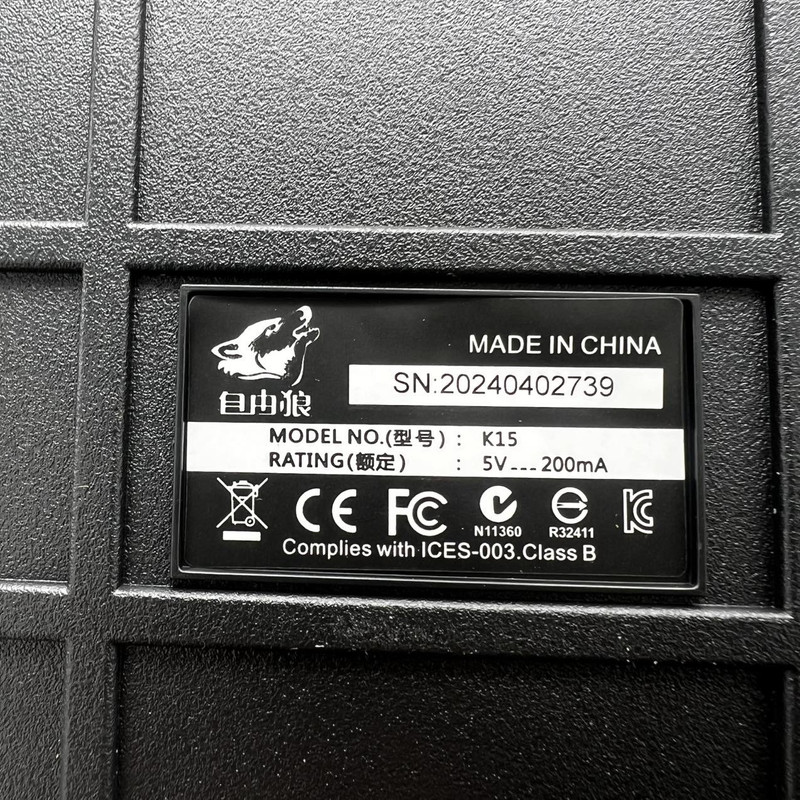 MADE IN CHINA
SN:20240402739
自由狼
MODEL NO.(型号) : K15
RATING(额定) : 5V---200mA
CE FC N11360 R32411
Complies with ICES-003.Class B